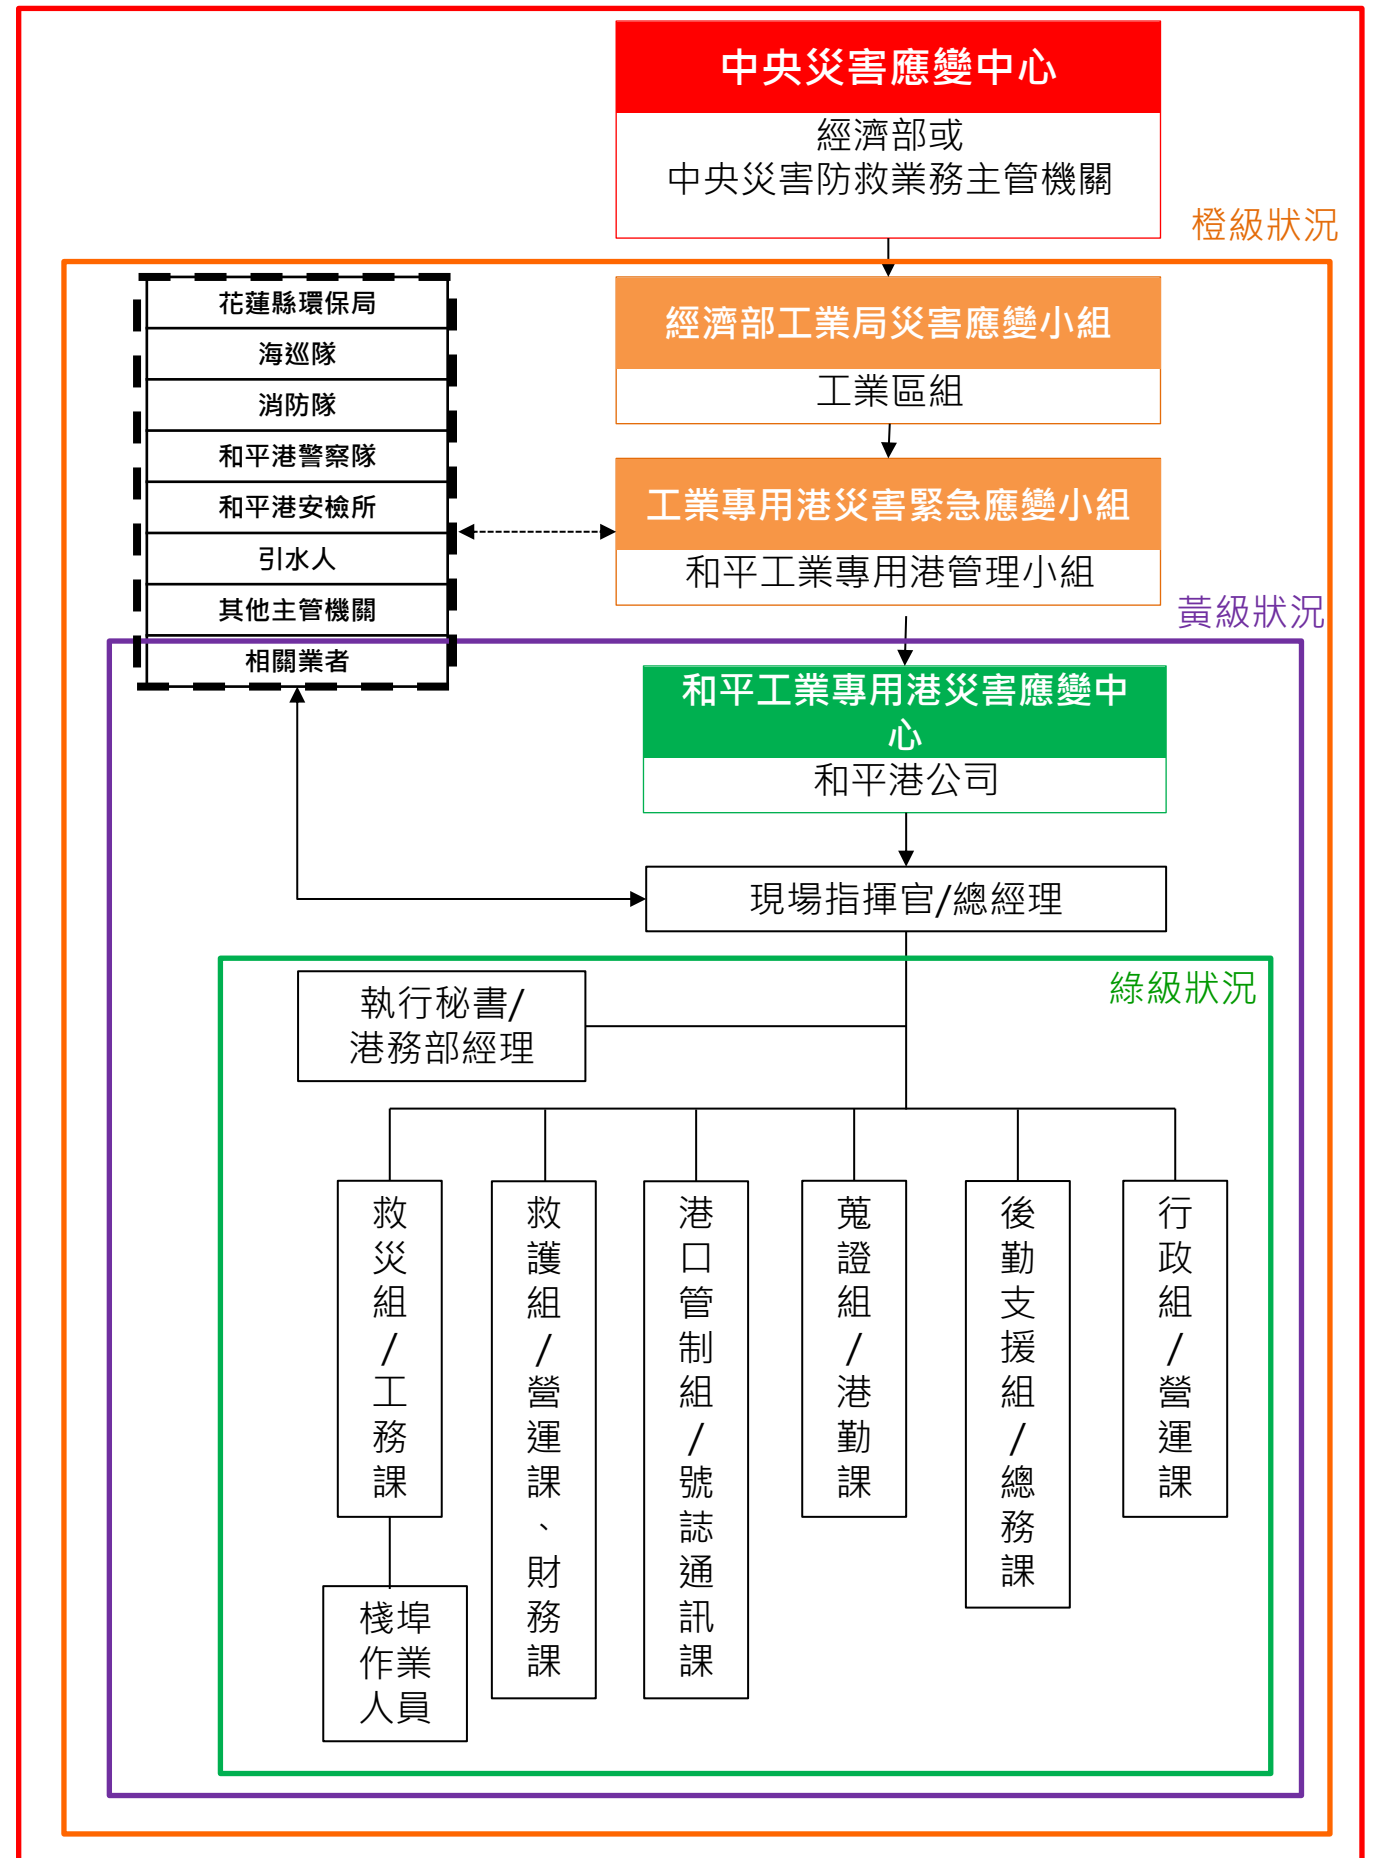 中央災害應變中心
經濟部或
中央災害防救業務主管機關
橙級狀況
花蓮縣環保局
海巡隊
消防隊
和平港警察隊
和平港安檢所
引水人
其他主管機關
相關業者
經濟部工業局災害應變小組
工業區組
工業專用港災害緊急應變小組
和平工業專用港管理小組
黃級狀況
和平工業專用港災害應變中
心
和平港公司
現場指揮官/總經理
綠級狀況
執行秘書/
港務部經理
救災組/工務課
救護組/營運課、財務課
港口管制組/號誌通訊課
蒐證組/港勤課
後勤支援組/總務課
行政組/營運課
棧埠
作業
人員